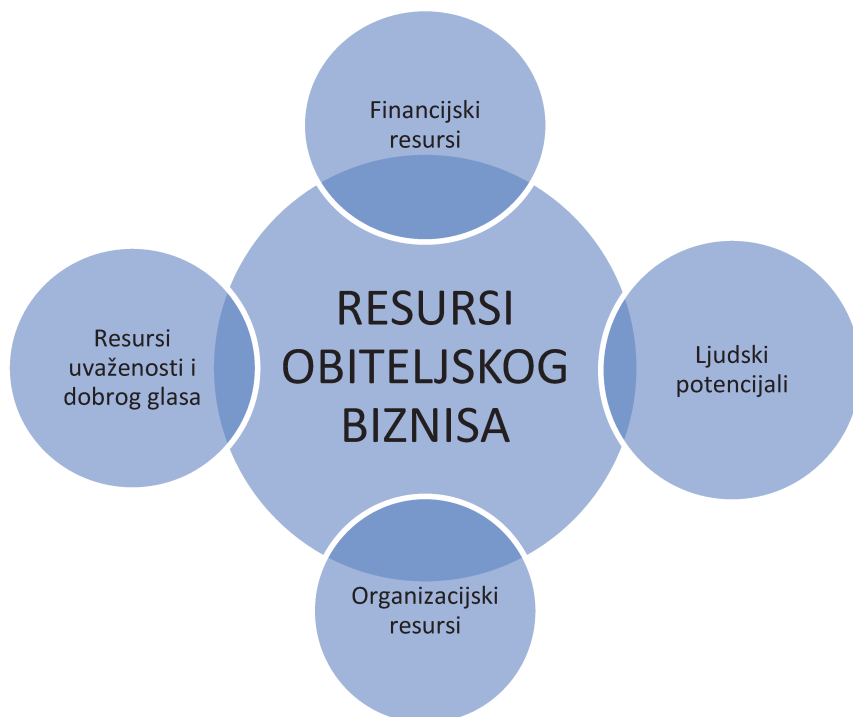 Financijski
resursi
RESURSI
OBITELJSKOG
BIZNISA
Resursi
uvaženosti i
dobrog glasa
Ljudski
potencijali
Organizacijski
resursi